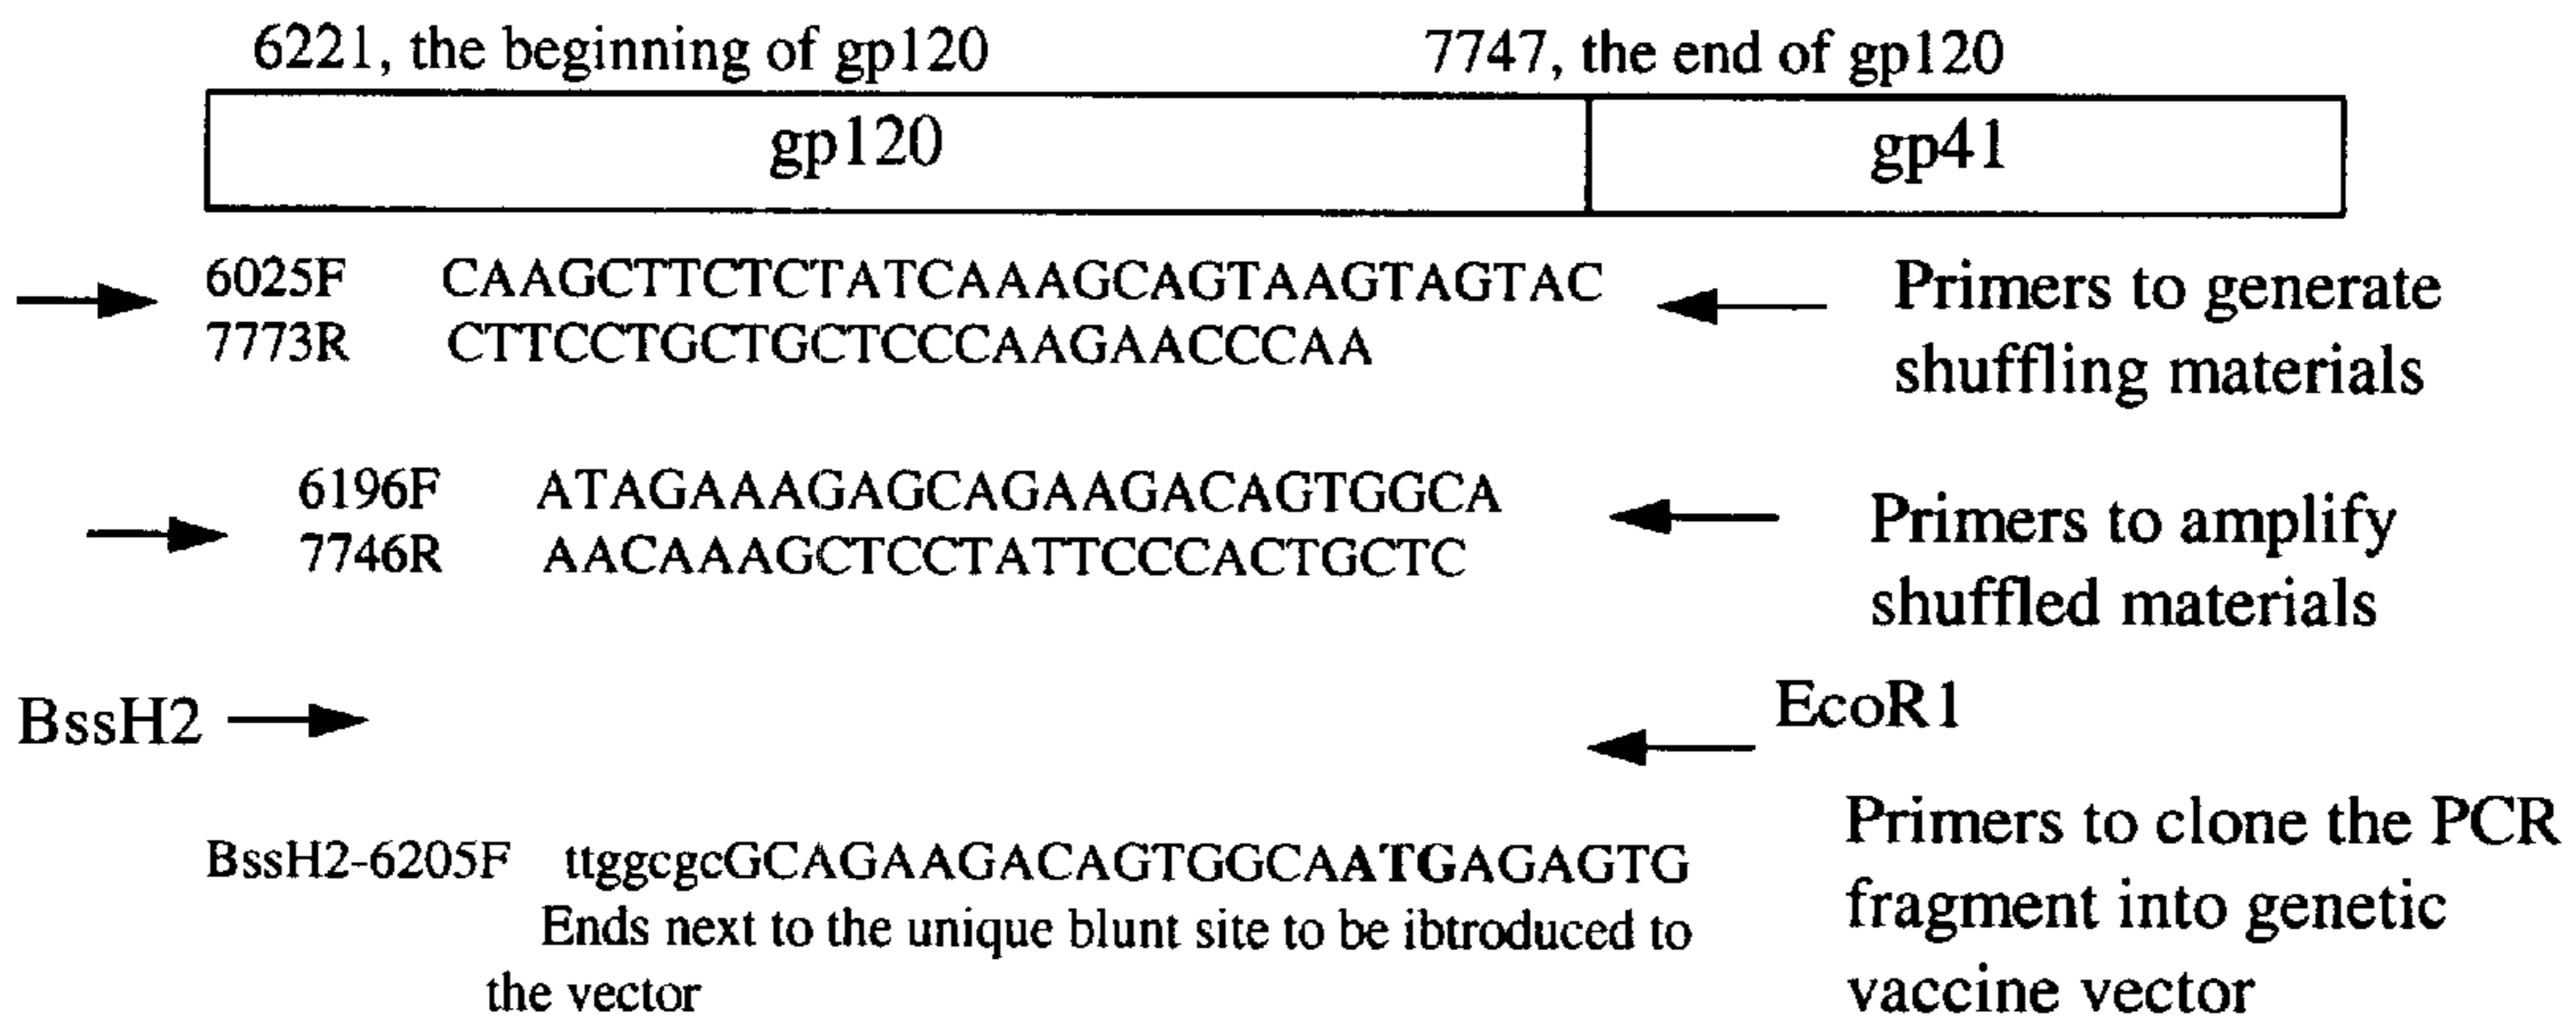 6221, the beginning of gp120
7747, the end of gp120
gp120
gp41
6025F CAAGCTTCTCTATCAAAGCAGTAAGTAGTAC
7773R CTTCCTGCTGCTCCCAAGAACCCAA
Primers to generate
shuffling materials
6196F ATAGAAAGAGCAGAAGACAGTGGCA
7746R AACAAAGCTCCTATTCCCACTGCTC
Primers to amplify
shuffled materials
BssH2
EcoR1
BssH2-6205F ttggcgcGCAGAAGACAGTGGCAATGAGAGTG
Ends next to the unique blunt site to be ibtroduced to
the vector
Primers to clone the PCR
fragment into genetic
vaccine vector